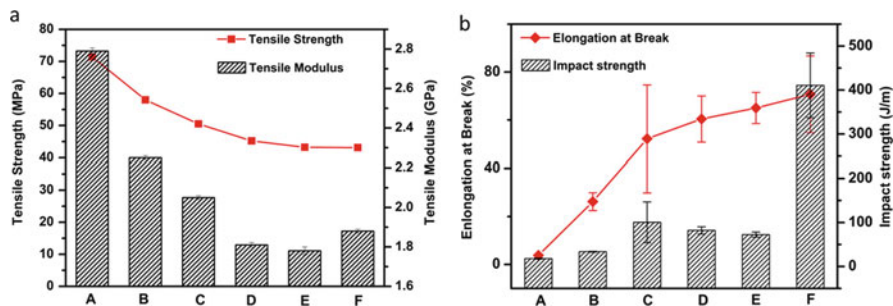 a
Tensile Strength
Tensile Modulus
Tensile Strength (MPa)
80
70
60
50
40
30
20
10
0
Tensile Modulus (GPa)
2.8
2.6
2.4
2.2
2.0
1.8
1.6
A B C D E F
b
Elongation at Break
Impact strength
Enlongation at Break (%)
80
40
0
Impact strength (J/m)
500
400
300
200
100
0
A B C D E F